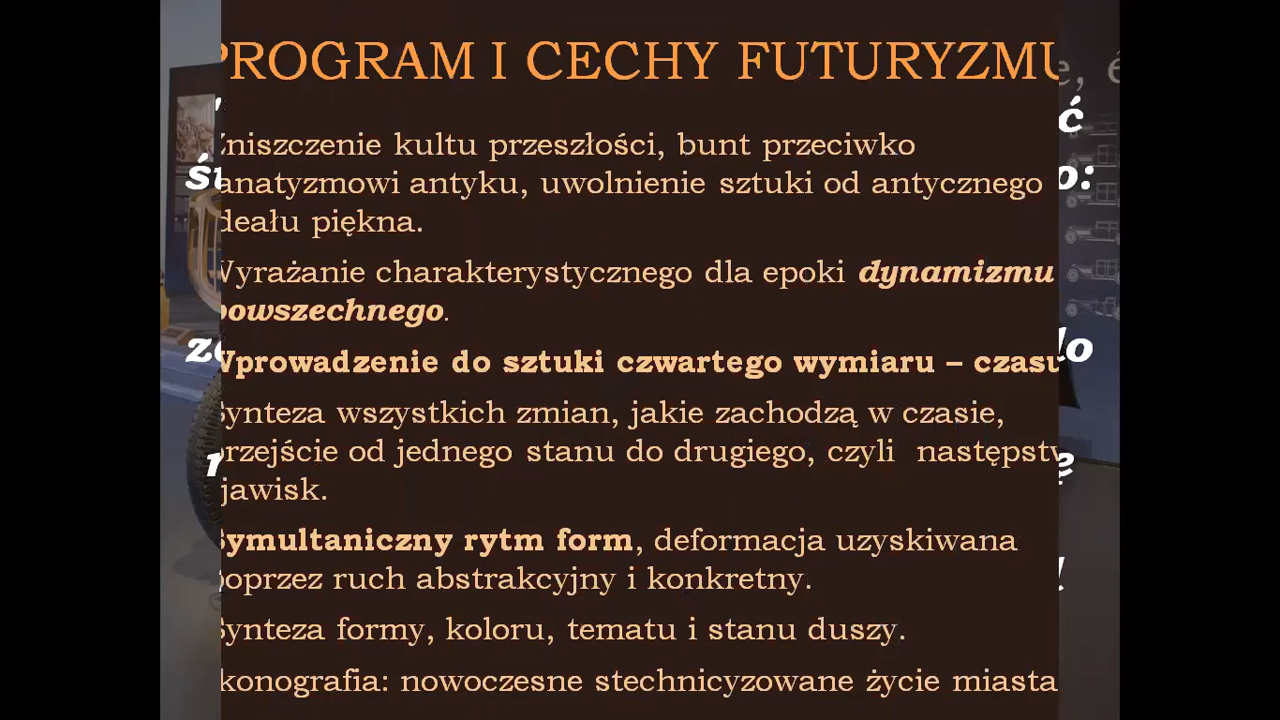 PROGRAM I CECHY FUTURYZMU
Zniszczenie kultu przeszłości, bunt przeciwko
fanatyzmowi antyku, uwolnienie sztuki od antycznego
ideału piękna.
Wyrażanie charakterystycznego dla epoki dynamizmu
powszechnego.
Wprowadzenie do sztuki czwartego wymiaru – czasu
Synteza wszystkich zmian, jakie zachodzą w czasie,
przejście od jednego stanu do drugiego, czyli następstw
zjawisk.
Symultaniczny rytm form, deformacja uzyskiwana
poprzez ruch abstrakcyjny i konkretny.
Synteza formy, koloru, tematu i stanu duszy.
Ikonografia: nowoczesne stechnicyzowane życie miasta